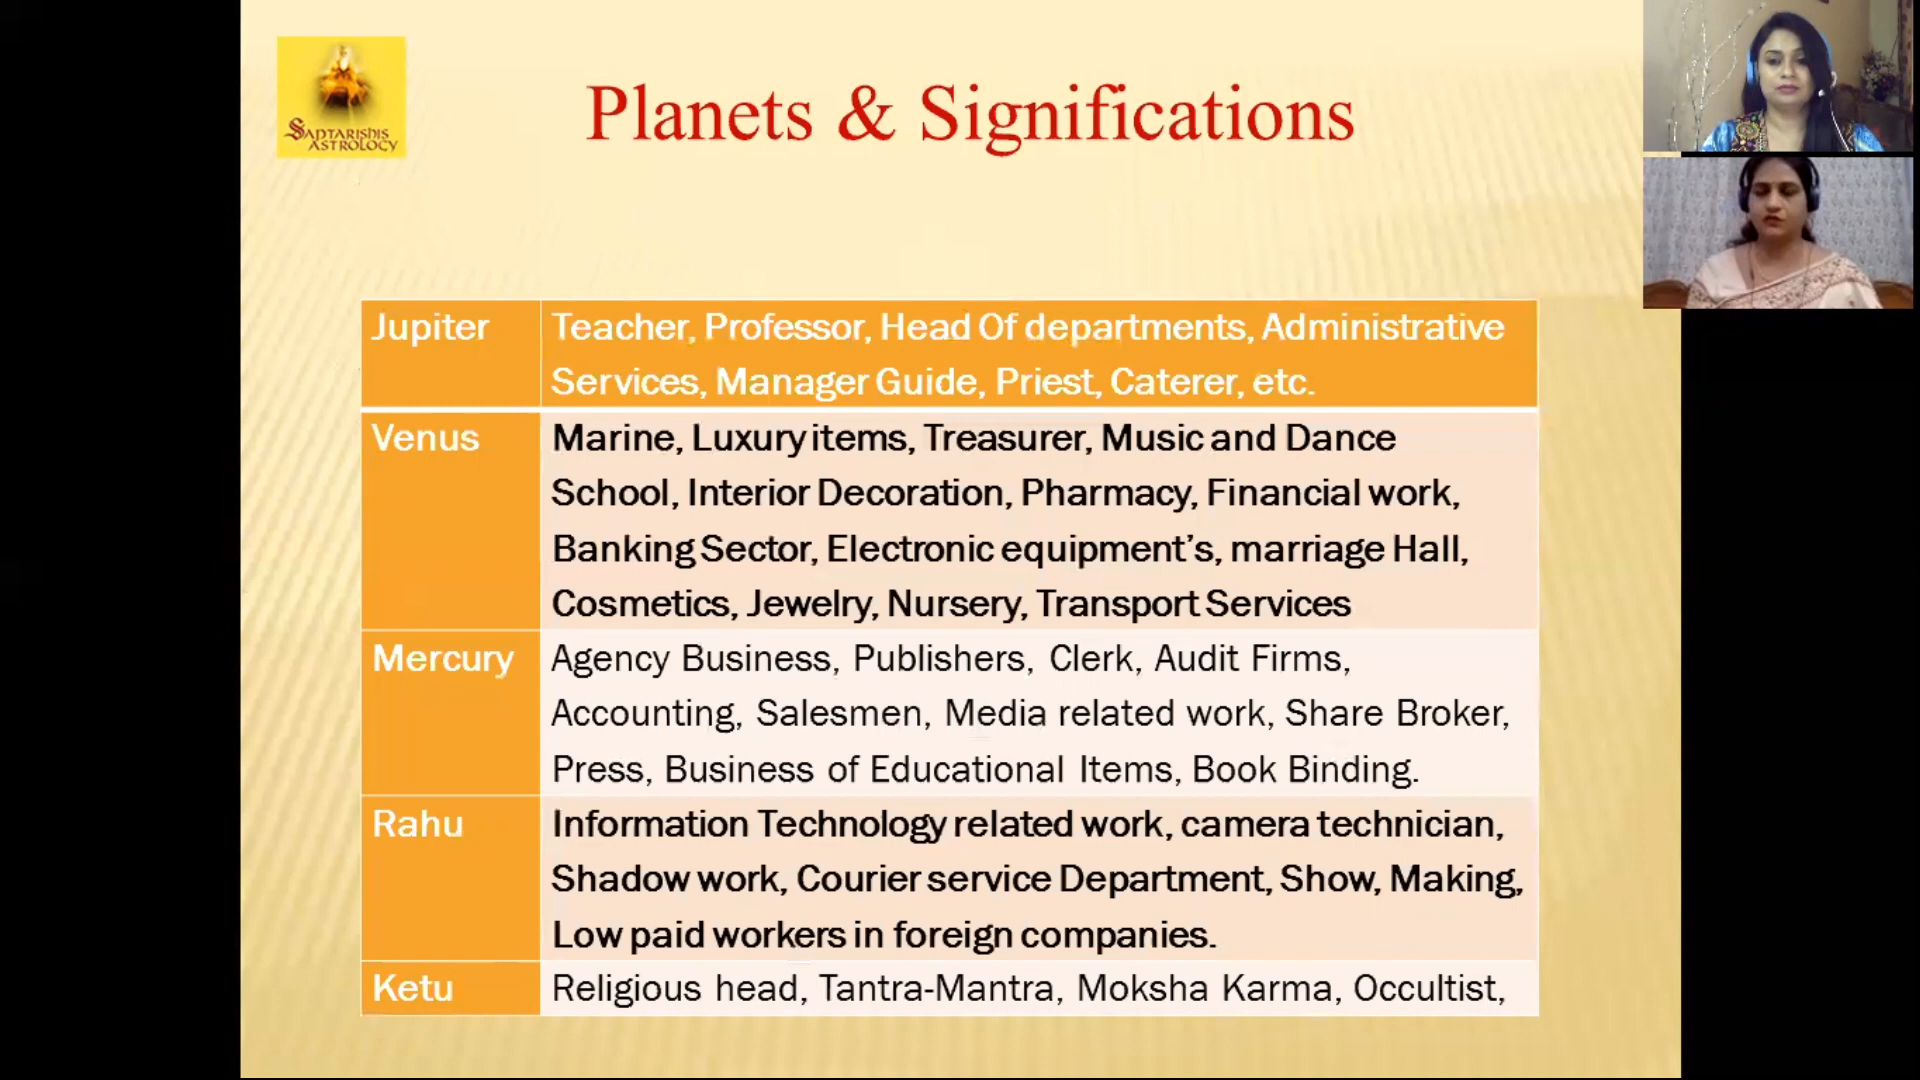 SAPTARISHIS
ASTROLOGY
Planets & Significations
Jupiter
Teacher, Professor, Head Of departments, Administrative
Services, Manager Guide, Priest, Caterer, etc.
Venus
Marine, Luxury items, Treasurer, Music and Dance
School, Interior Decoration, Pharmacy, Financial work,
Banking Sector, Electronic equipment's, marriage Hall,
Cosmetics, Jewelry, Nursery, Transport Services
Mercury
Agency Business, Publishers, Clerk, Audit Firms,
Accounting, Salesmen, Media related work, Share Broker,
Press, Business of Educational Items, Book Binding.
Rahu
Information Technology related work, camera technician,
Shadow work, Courier service Department, Show, Making,
Low paid workers in foreign companies.
Ketu
Religious head, Tantra-Mantra, Moksha Karma, Occultist,